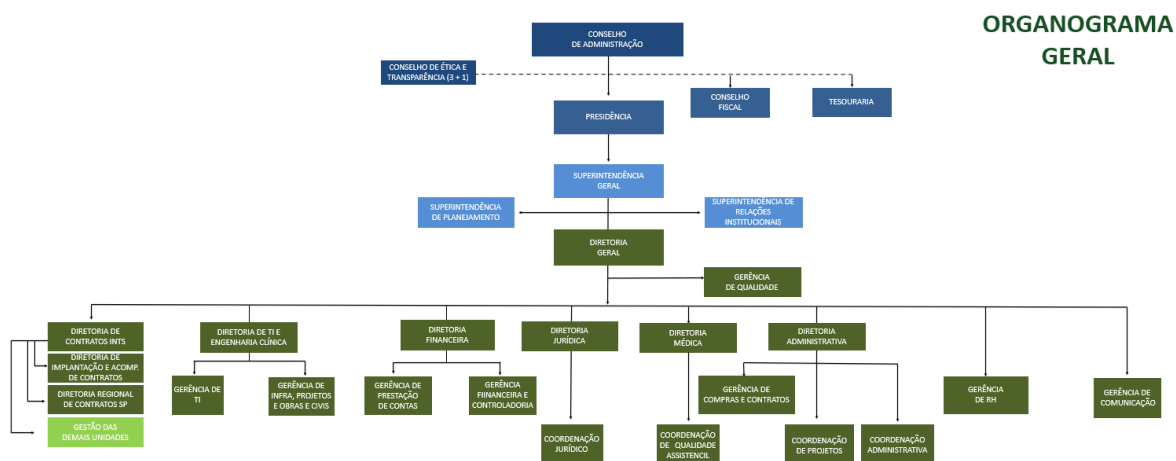 ORGANOGRAMA
GERAL
CONSELHO
DE ADMINISTRAÇÃO
CONSELHO DE ÉTICA E
TRANSPARÊNCIA (3 + 1)
CONSELHO
FISCAL
TESOURARIA
PRESIDÊNCIA
SUPERINTENDÊNCIA
GERAL
SUPERINTENDÊNCIA
DE PLANEJAMENTO
SUPERINTENDÊNCIA DE
RELAÇÕES
INSTITUCIONAIS
DIRETORIA
GERAL
GERÊNCIA
DE QUALIDADE
DIRETORIA DE
CONTRATOS INTS
DIRETORIA DE TI E
ENGENHARIA CLÍNICA
DIRETORIA
FINANCEIRA
DIRETORIA
JURÍDICA
DIRETORIA
MÉDICA
DIRETORIA
ADMINISTRATIVA
DIRETORIA DE
IMPLANTAÇÃO E ACOMP.
DE CONTRATOS
DIRETORIA REGIONAL
DE CONTRATOS SP
GESTÃO DAS
DEMAIS UNIDADES
GERÊNCIA DE
TI
GERÊNCIA DE
INFRA, PROJETOS
E OBRAS E CIVIS
GERÊNCIA DE
PRESTAÇÃO
DE CONTAS
GERÊNCIA
FIINANCEIRA E
CONTROLADORIA
GERÊNCIA DE
COMPRAS E CONTRATOS
GERÊNCIA
DE RH
GERÊNCIA DE
COMUNICAÇÃO
COORDENAÇÃO
JURÍDICO
COORDENAÇÃO
DE QUALIDADE
ASSISTENCIL
COORDENAÇÃO
DE PROJETOS
COORDENAÇÃO
ADMINISTRATIVA